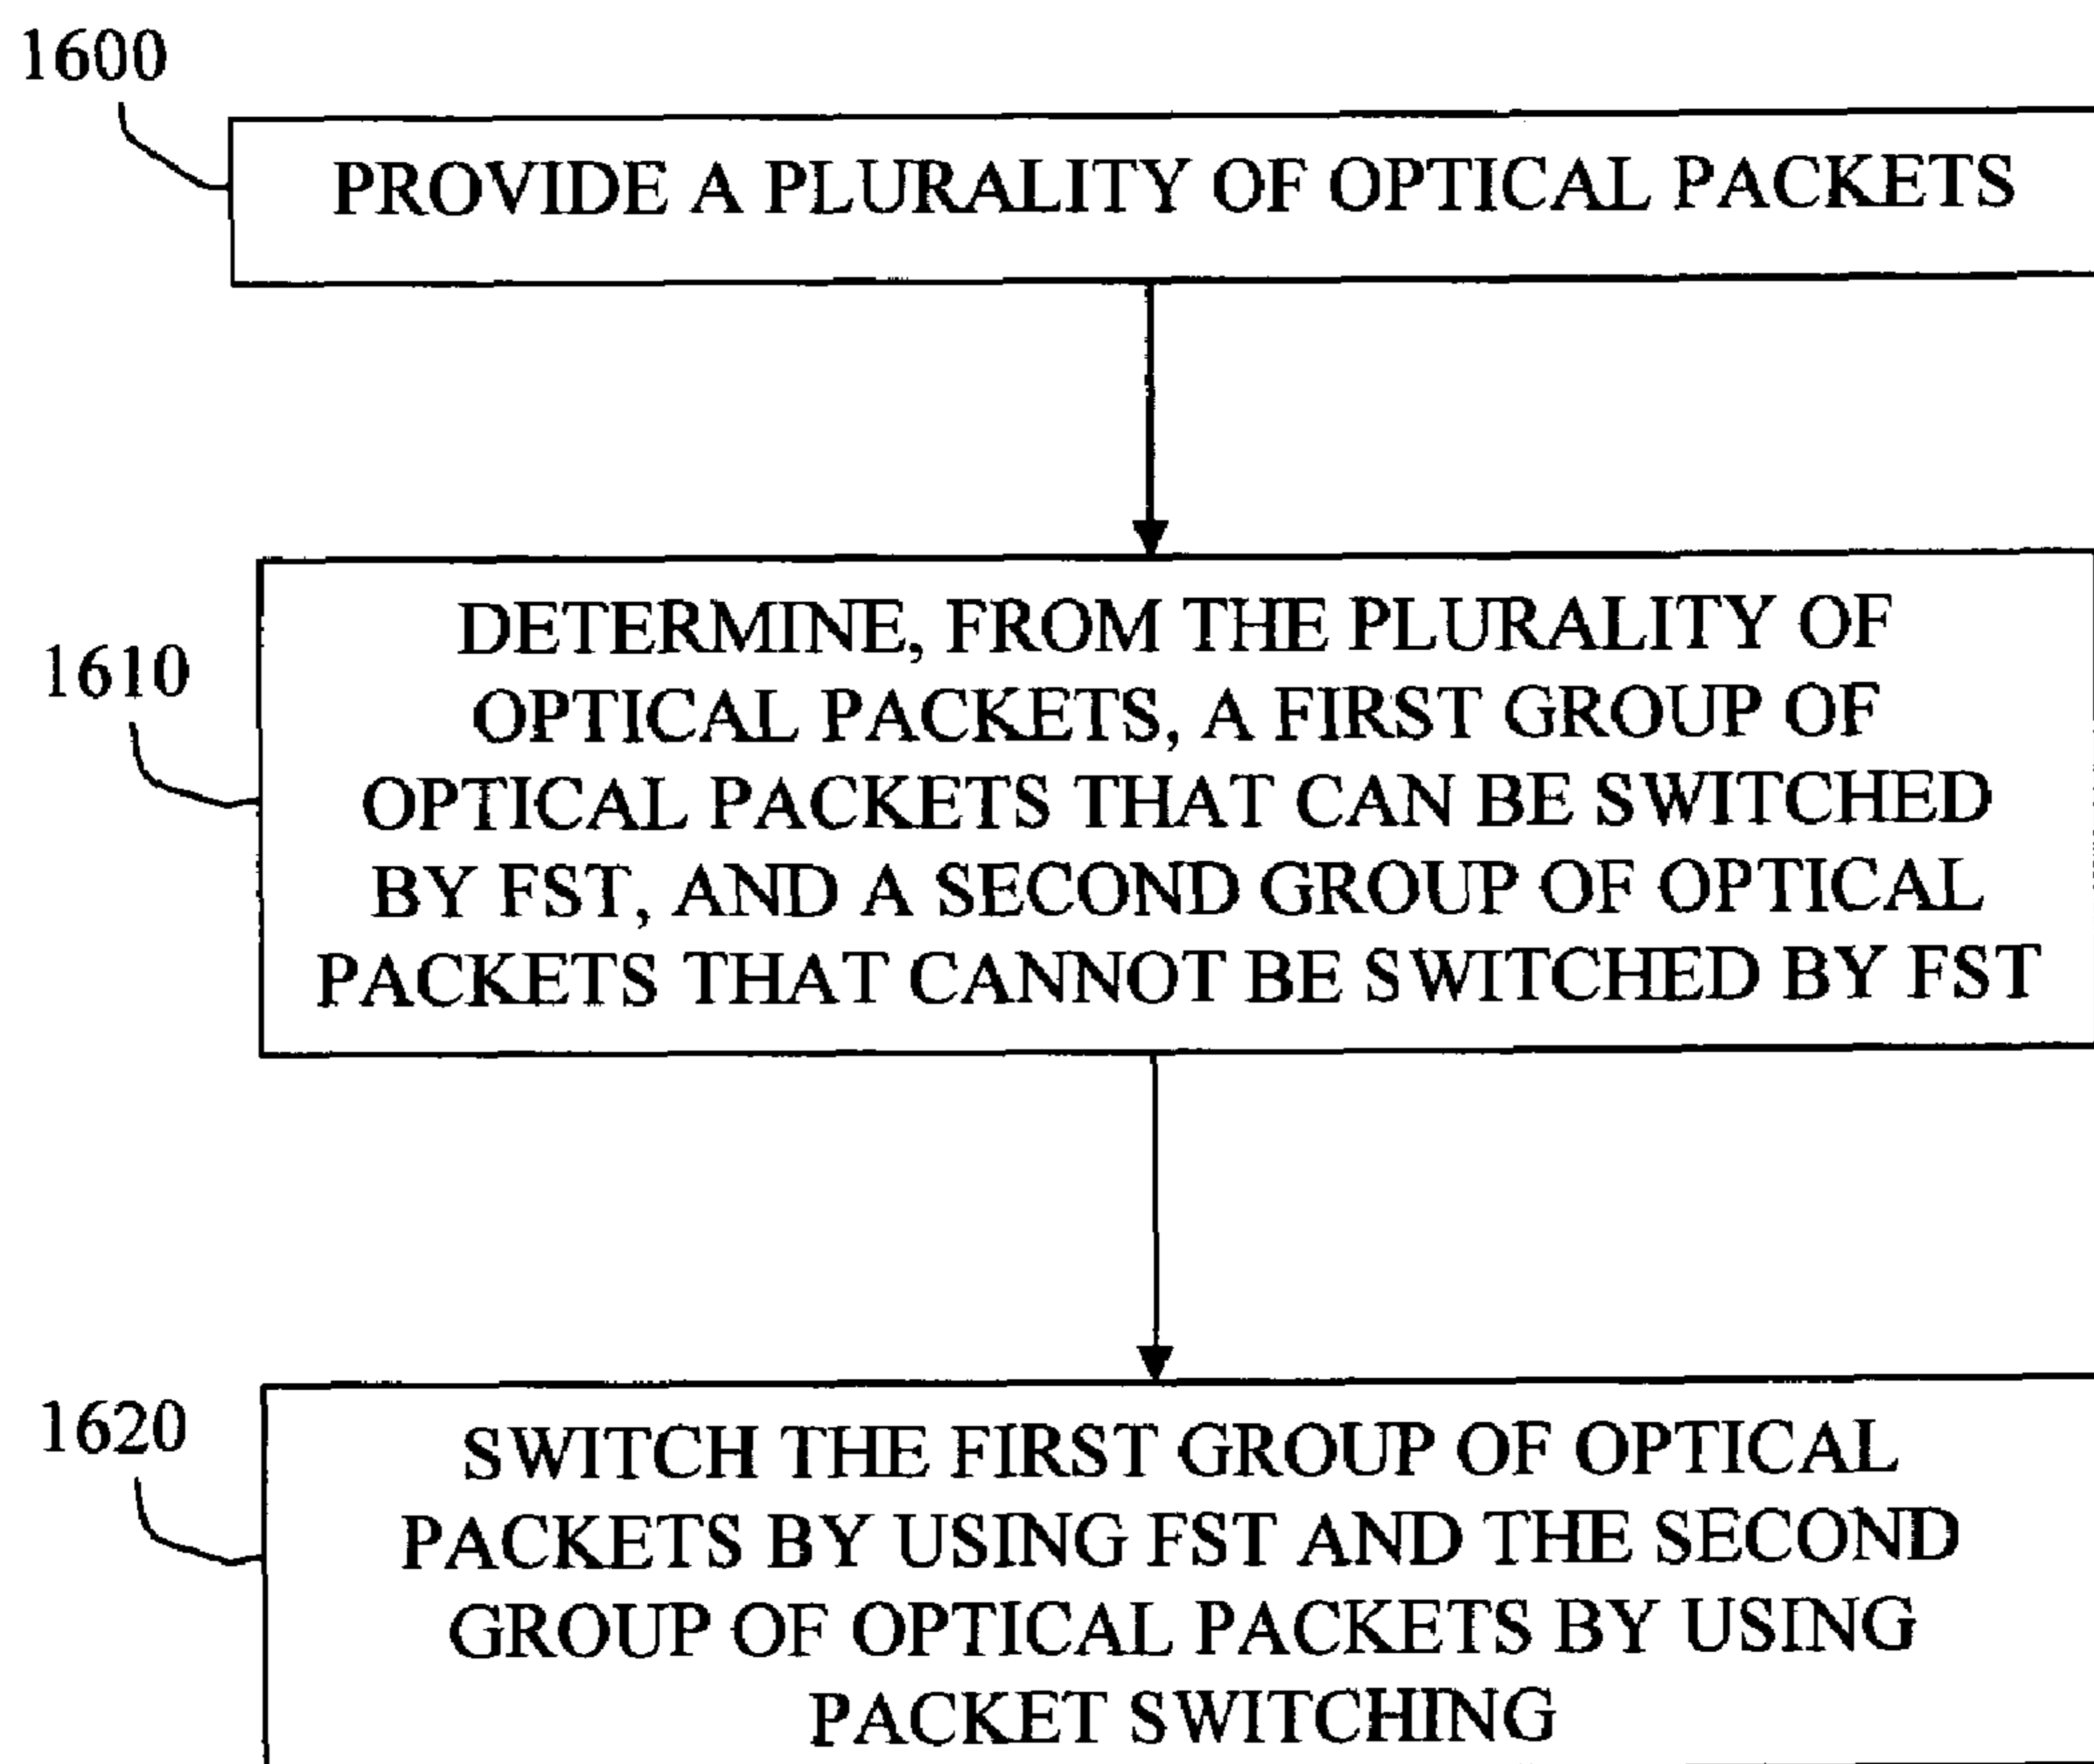 1600
PROVIDE A PLURALITY OF OPTICAL PACKETS
1610
DETERMINE, FROM THE PLURALITY OF
OPTICAL PACKETS, A FIRST GROUP OF
OPTICAL PACKETS THAT CAN BE SWITCHED
BY FST, AND A SECOND GROUP OF OPTICAL
PACKETS THAT CANNOT BE SWITCHED BY FST
1620
SWITCH THE FIRST GROUP OF OPTICAL
PACKETS BY USING FST AND THE SECOND
GROUP OF OPTICAL PACKETS BY USING
PACKET SWITCHING